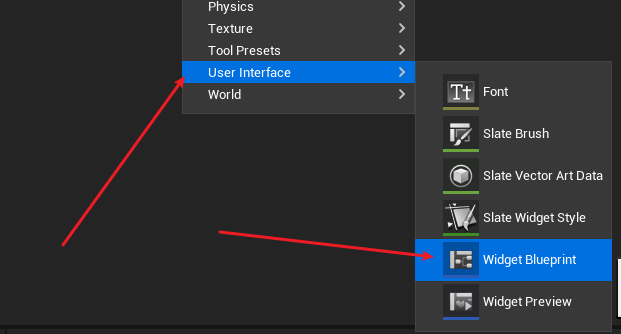 Physics
Texture
Tool Presets
User Interface
World
Tt
Font
Slate Brush
Slate Vector Art Data
Slate Widget Style
Widget Blueprint
Widget Preview